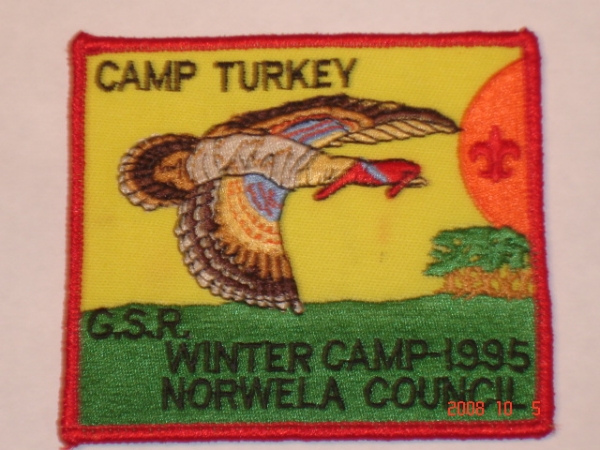 CAMP TURKEY
G.S.R.
WINTER CAMP-1995
NORWELA COUNCIL
2008 10 5